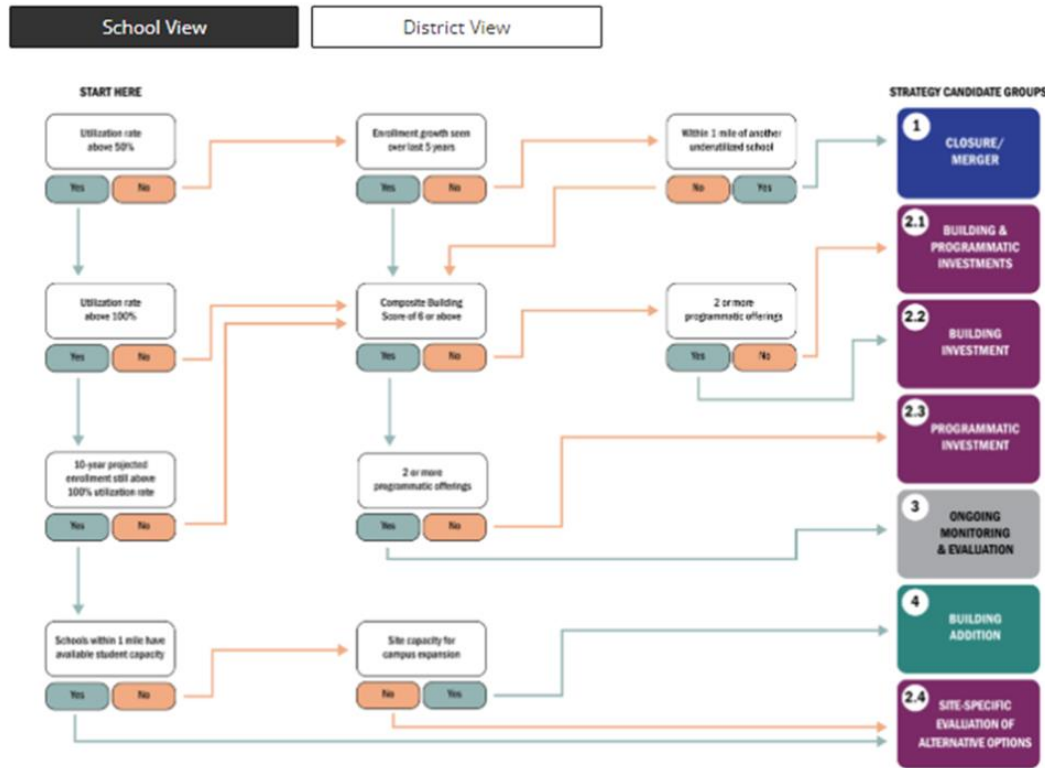 School View
District View
START HERE
STRATEGY CANDIDATE GROUPS
Utilization rate
above 50%
Yes
No
Enrollment growth seen
over last 5 years
Yes
No
Within 1 mile of another
underutilized school
No
Yes
1
CLOSURE/
MERGER
2.1
BUILDING &
PROGRAMMATIC
INVESTMENTS
Utilization rate
above 100%
Yes
No
Composite Building
Score of 6 or above
Yes
No
2 or more
programmatic offerings
Yes
No
2.2
BUILDING
INVESTMENT
2.3
PROGRAMMATIC
INVESTMENT
10-year projected
enrollment still above
100% utilization rate
Yes
No
2 or more
programmatic offerings
Yes
No
3
ONGOING
MONITORING
& EVALUATION
4
BUILDING
ADDITION
Schools within 1 mile have
available student capacity
Yes
No
Site capacity for
campus expansion
No
Yes
2.4
SITE-SPECIFIC
EVALUATION OF
ALTERNATIVE OPTIONS